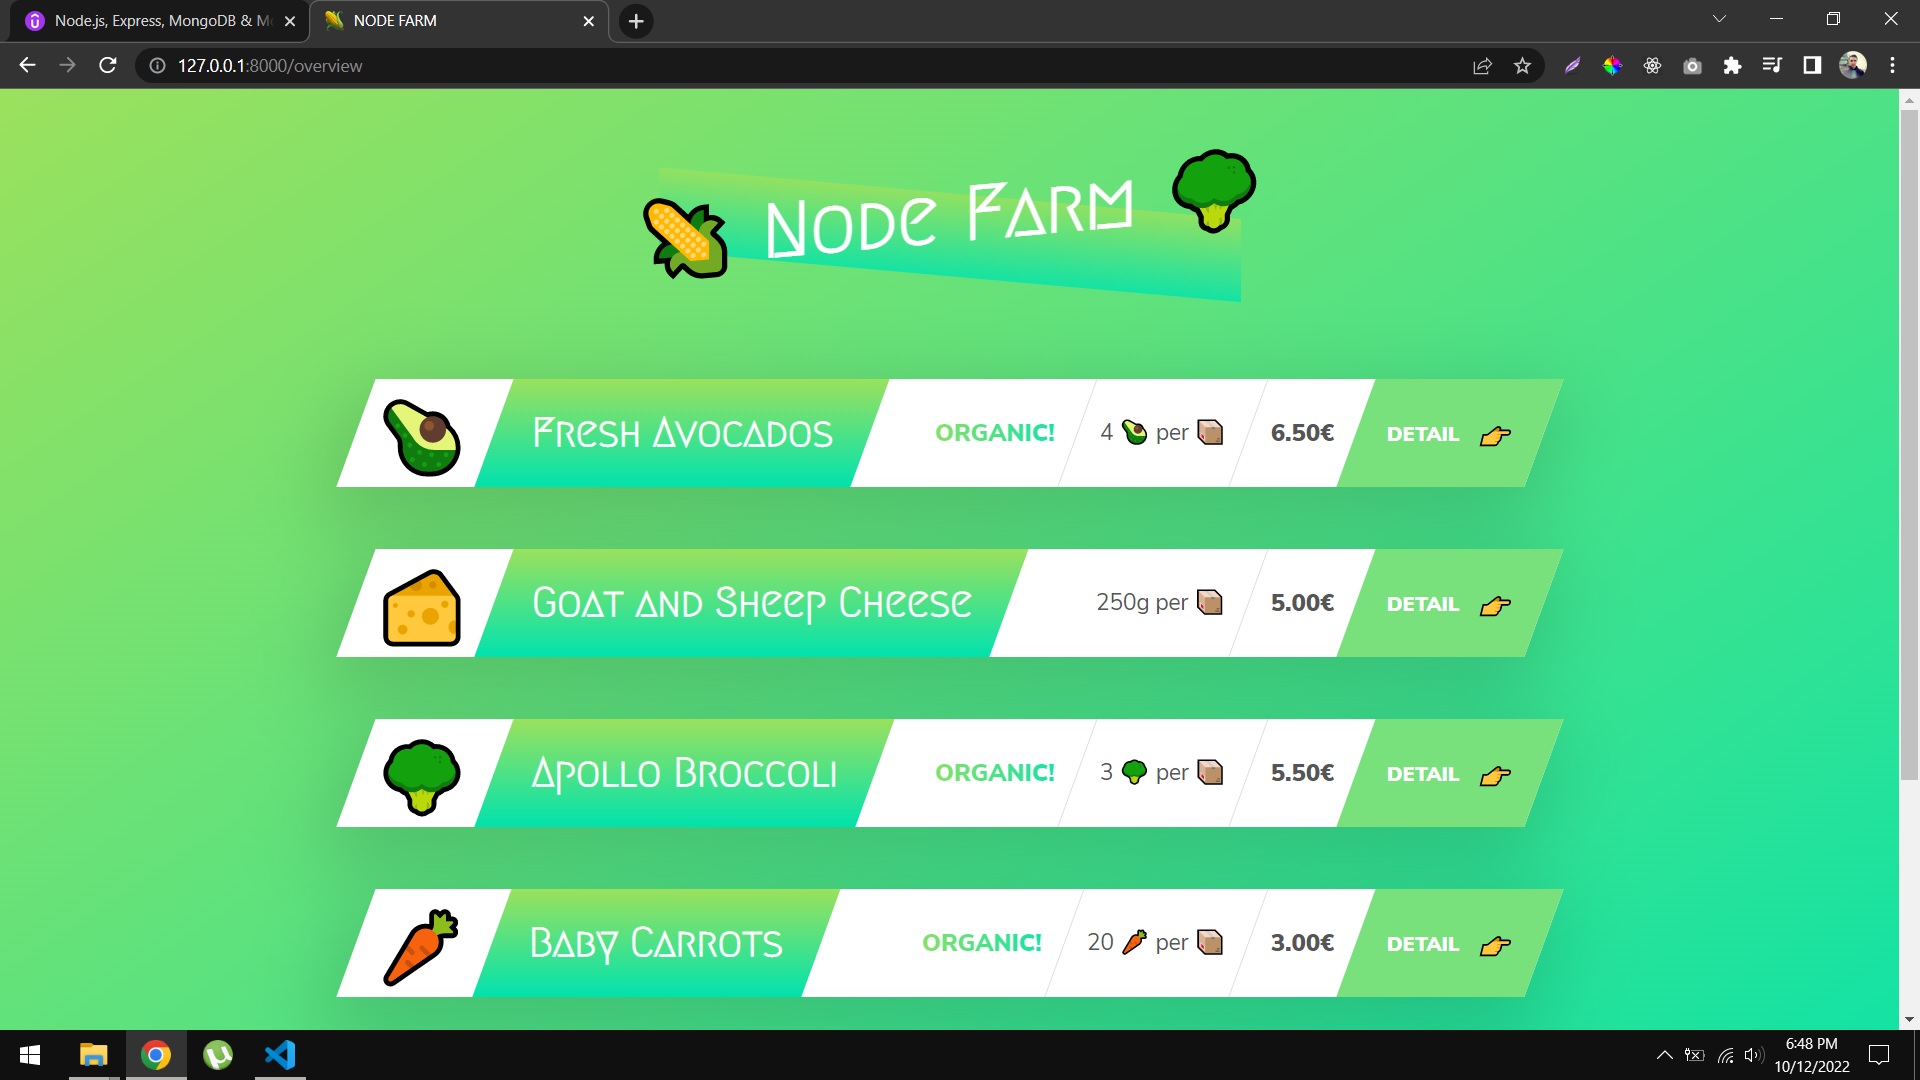 Node.js, Express, MongoDB & M
NODE FARM
127.0.0.1:8000/overview
Node Farm
Fresh Avocados
ORGANIC!
4 🥑 per 📦
6.50€
DETAIL 👉
Goat and Sheep Cheese
250g per 📦
5.00€
DETAIL 👉
Apollo Broccoli
ORGANIC!
3 🥦 per 📦
5.50€
DETAIL 👉
Baby Carrots
ORGANIC!
20 🥕 per 📦
3.00€
DETAIL 👉
6:48 PM
10/12/2022